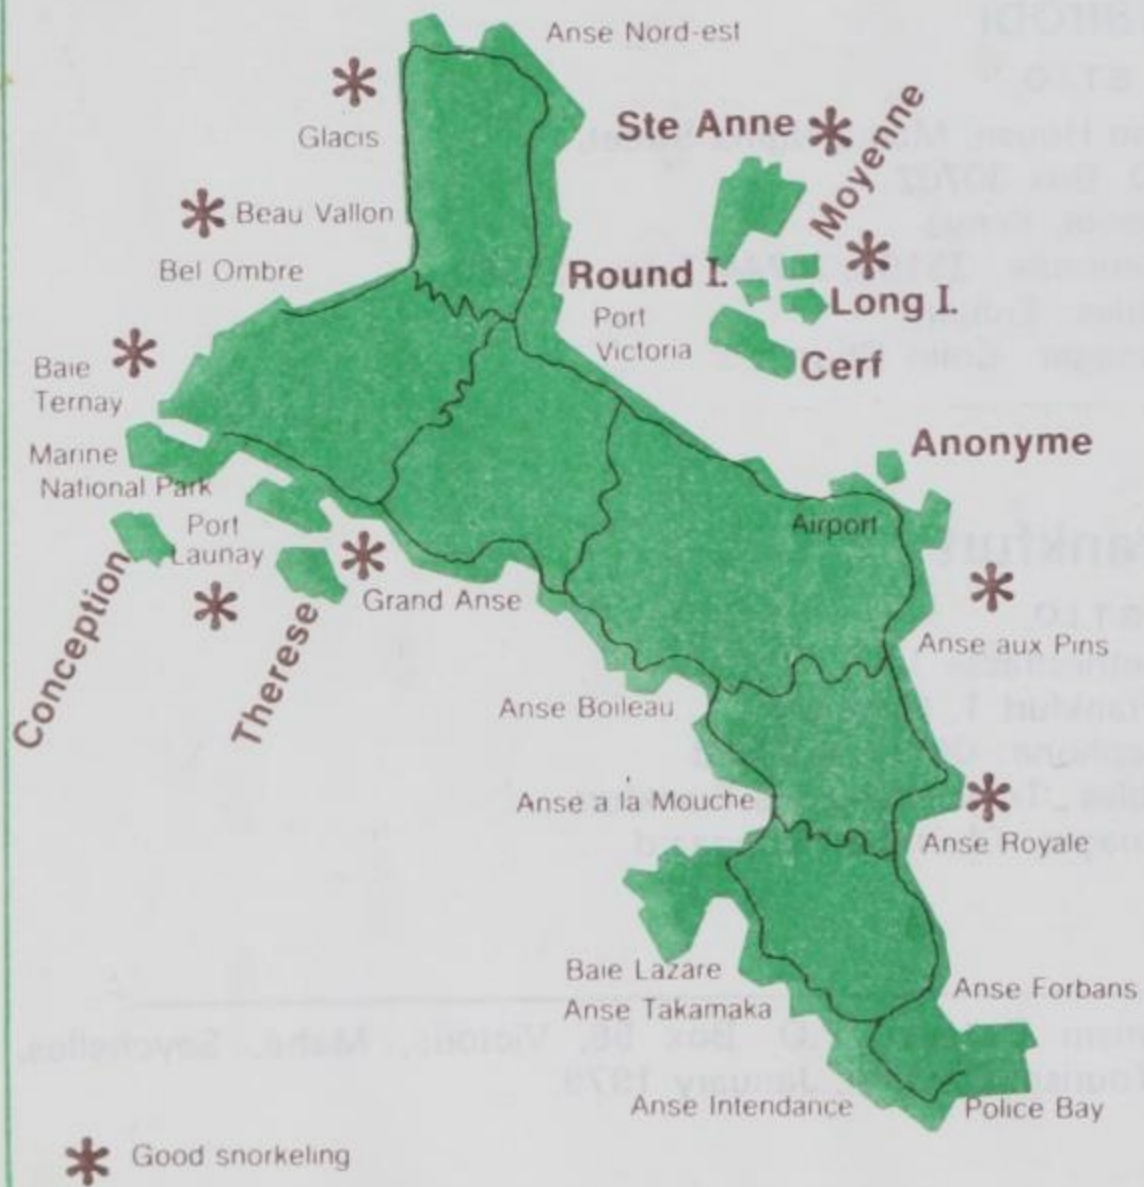 Anse Nord-est
Glacis
Ste Anne
Moyenne
Beau Vallon
Bel Ombre
Round I.
Long I.
Port
Victoria
Cerf
Baie
Ternay
Marine
National Park
Anonyme
Port
Launay
Airport
Conception
Therese
Grand Anse
Anse aux Pins
Anse Boileau
Anse a la Mouche
Anse Royale
Baie Lazare
Anse Takamaka
Anse Forbans
Anse Intendance
Police Bay
Good snorkeling